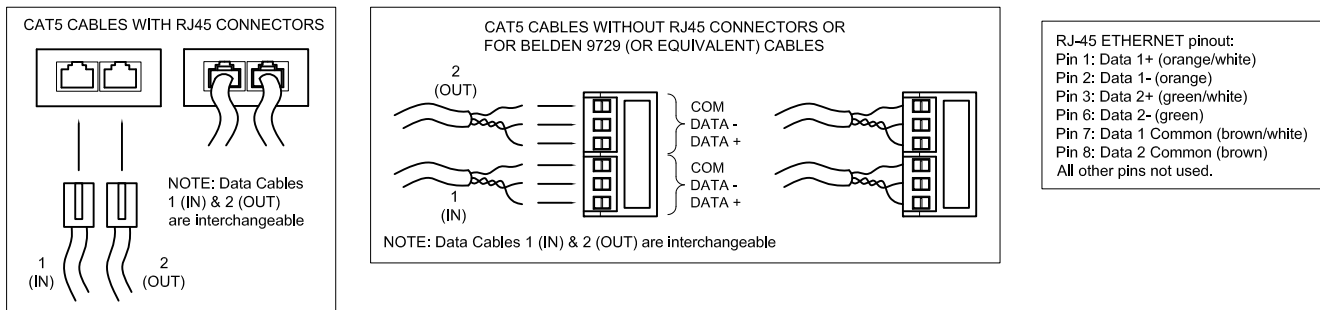 CAT5 CABLES WITH RJ45 CONNECTORS
NOTE: Data Cables
1 (IN) & 2 (OUT)
are interchangeable
1
(IN)
2
(OUT)
CAT5 CABLES WITHOUT RJ45 CONNECTORS OR
FOR BELDEN 9729 (OR EQUIVALENT) CABLES
2
(OUT)
COM
DATA -
DATA +
COM
DATA -
DATA +
1
(IN)
NOTE: Data Cables 1 (IN) & 2 (OUT) are interchangeable
RJ-45 ETHERNET pinout:
Pin 1: Data 1+ (orange/white)
Pin 2: Data 1- (orange)
Pin 3: Data 2+ (green/white)
Pin 6: Data 2- (green)
Pin 7: Data 1 Common (brown/white)
Pin 8: Data 2 Common (brown)
All other pins not used.